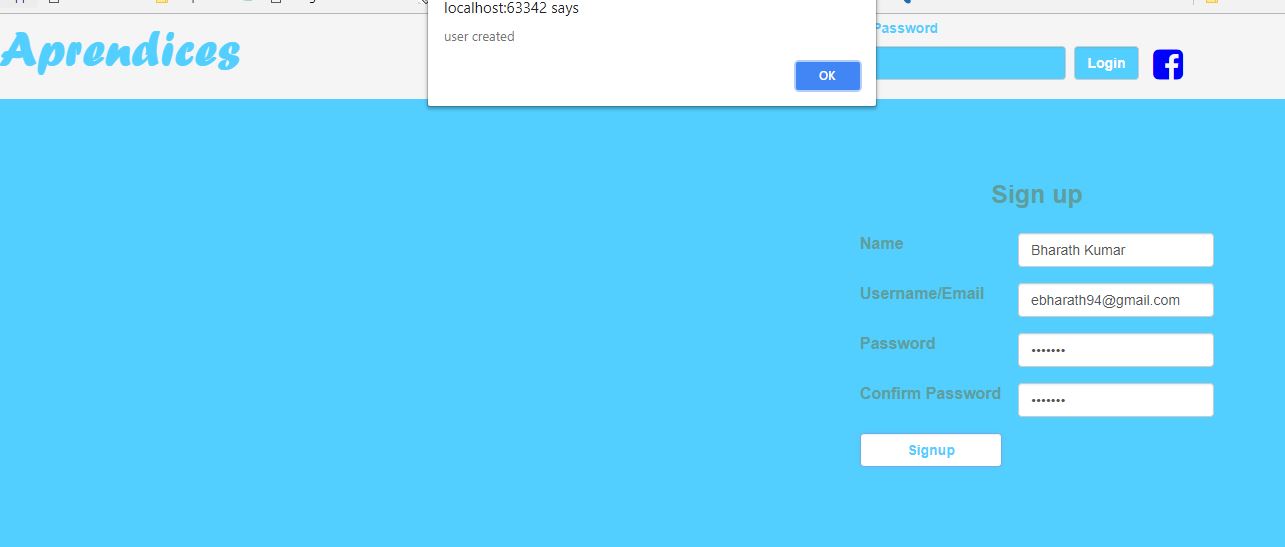 localhost:63342 says
user created
OK
Aprendices
Password
Login
Sign up
Name
Bharath Kumar
Username/Email
ebharath94@gmail.com
Password
•••••••
Confirm Password
•••••••
Signup